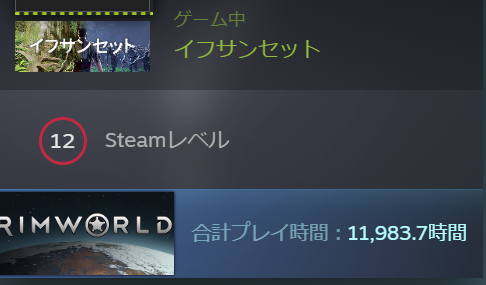 ゲーム中
イフサンセット
イフサンセット
12
Steamレベル
RIMWORLD
合計プレイ時間：11,983.7時間